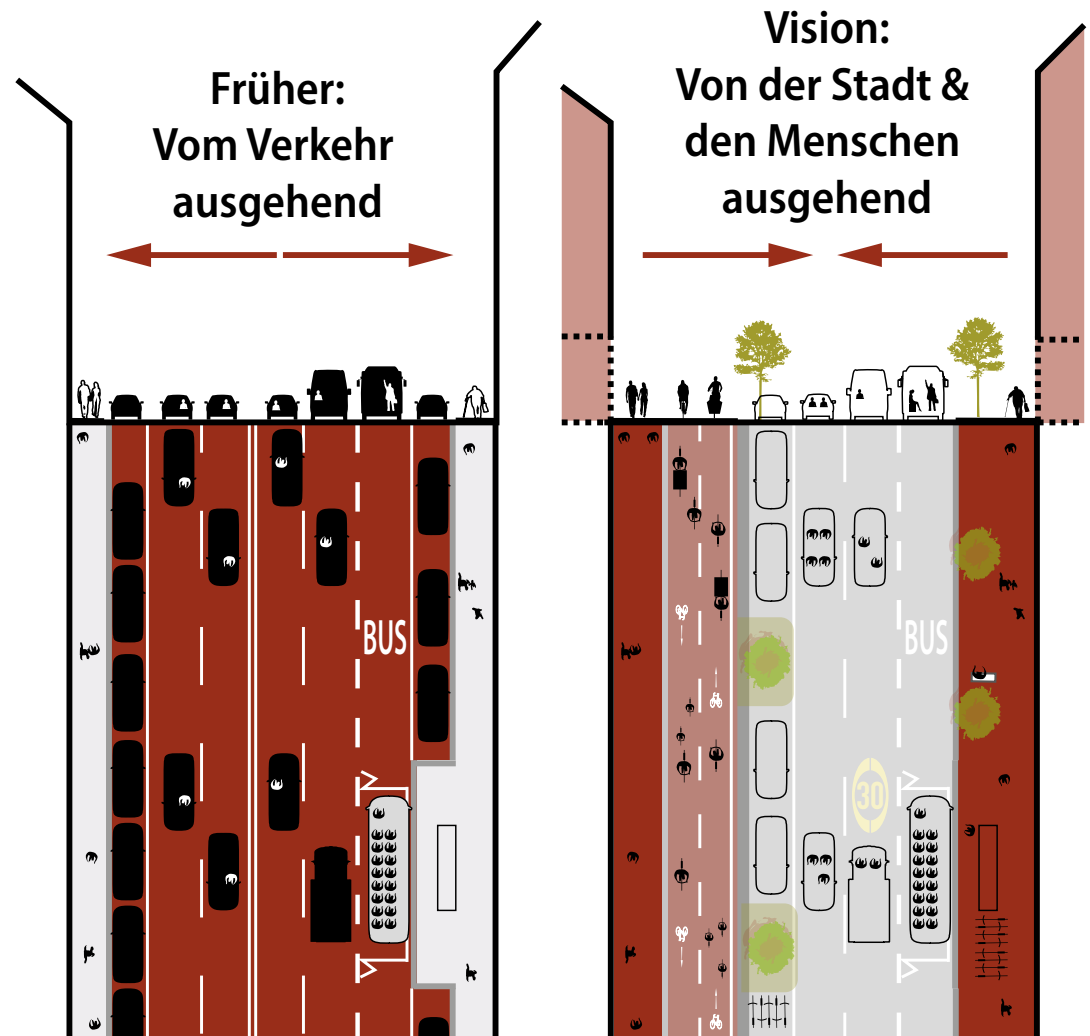 Früher:
Vom Verkehr
ausgehend
Vision:
Von der Stadt &
den Menschen
ausgehend
BUS
BUS
30